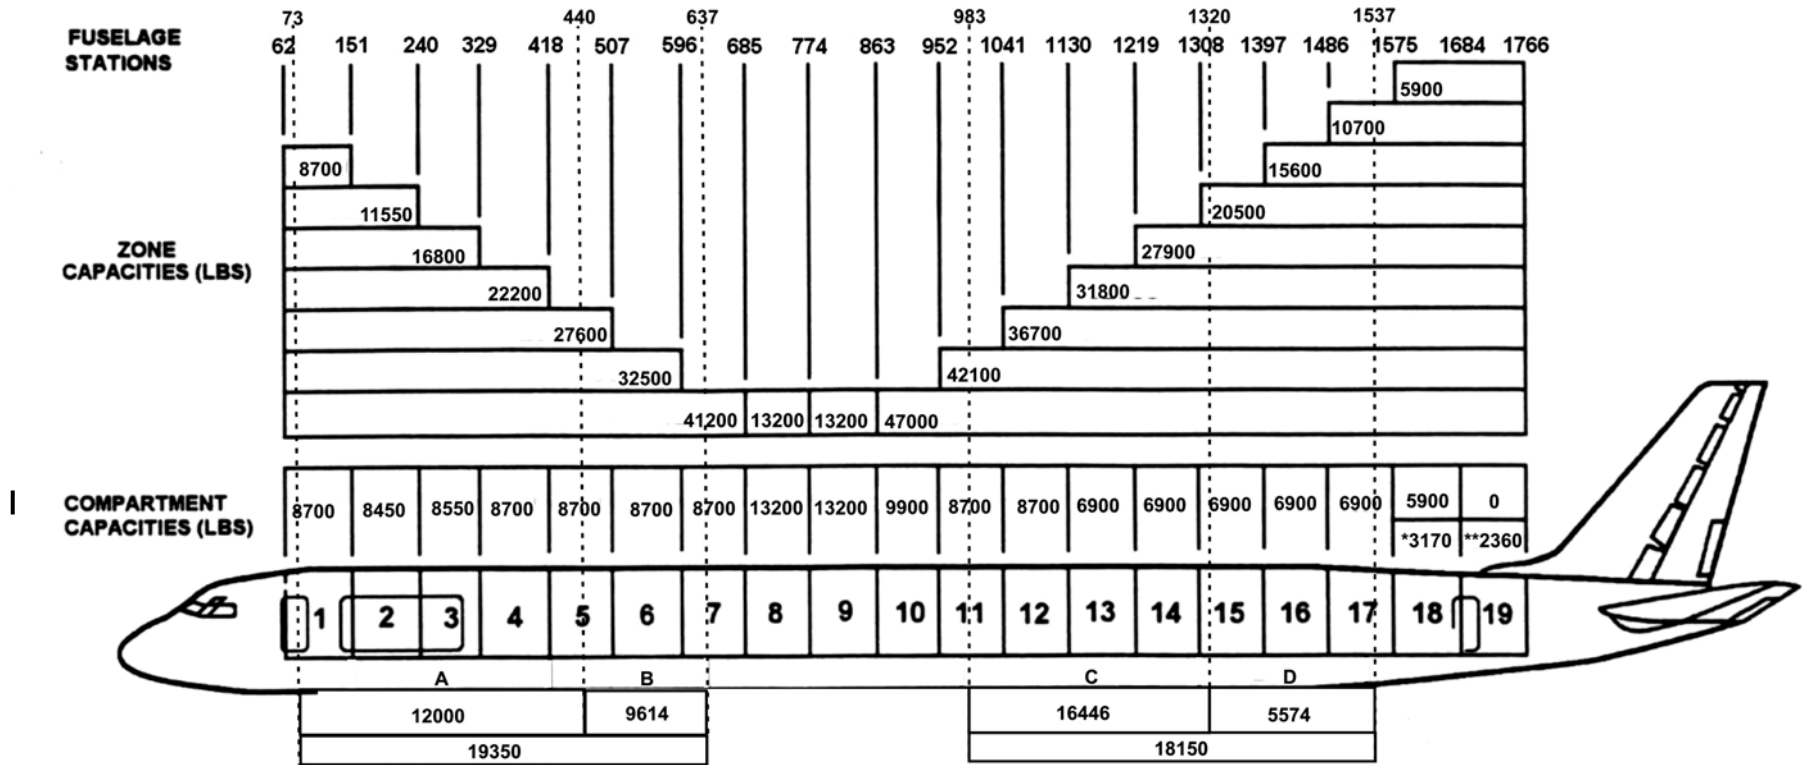 73 440 637 983 1320 1537
FUSELAGE
STATIONS
62 151 240 329 418 507 596 685 774 863 952 1041 1130 1219 1308 1397 1486 1575 1684 1766
5900
10700
8700 15600
11550 20500
ZONE
CAPACITIES (LBS)
16800 27900
22200 31800
27600 36700
32500 42100
41200 13200 13200 47000
COMPARTMENT
CAPACITIES (LBS)
8700 8450 8550 8700 8700 8700 8700 13200 13200 9900 8700 8700 6900 6900 6900 6900 6900 5900 0
*3170 **2360
1 2 3 4 5 6 7 8 9 10 11 12 13 14 15 16 17 18 19
A B C D
12000 9614 16446 5574
19350 18150